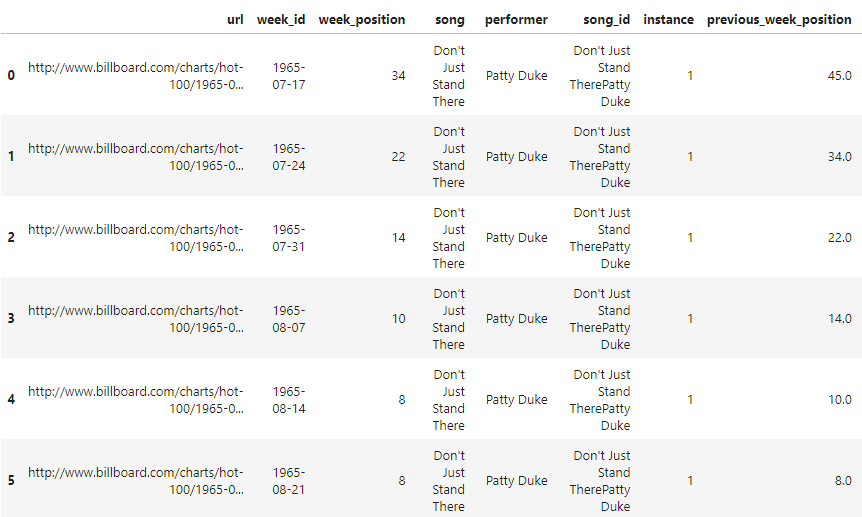 url week_id week_position song performer song_id instance previous_week_position
0 http://www.billboard.com/charts/hot-100/1965-0... 1965-07-17 34 Don't Just Stand There Patty Duke Don't Just Stand TherePatty Duke 1 45.0
1 http://www.billboard.com/charts/hot-100/1965-0... 1965-07-24 22 Don't Just Stand There Patty Duke Don't Just Stand TherePatty Duke 1 34.0
2 http://www.billboard.com/charts/hot-100/1965-0... 1965-07-31 14 Don't Just Stand There Patty Duke Don't Just Stand TherePatty Duke 1 22.0
3 http://www.billboard.com/charts/hot-100/1965-0... 1965-08-07 10 Don't Just Stand There Patty Duke Don't Just Stand TherePatty Duke 1 14.0
4 http://www.billboard.com/charts/hot-100/1965-0... 1965-08-14 8 Don't Just Stand There Patty Duke Don't Just Stand TherePatty Duke 1 10.0
5 http://www.billboard.com/charts/hot-100/1965-0... 1965-08-21 8 Don't Just Stand There Patty Duke Don't Just Stand TherePatty Duke 1 8.0